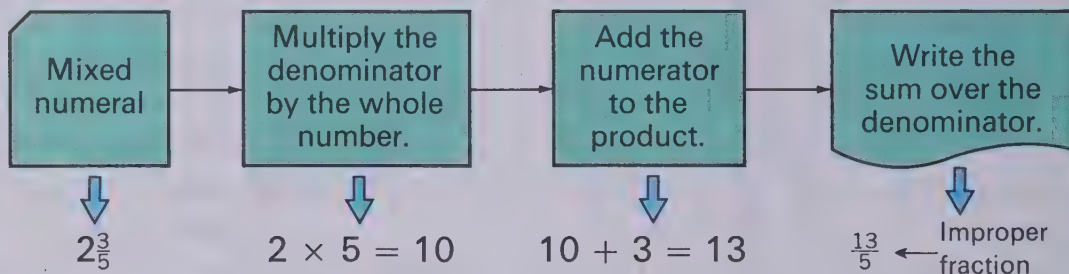 Mixed
numeral
Multiply the
denominator
by the whole
number.
Add the
numerator
to the
product.
Write the
sum over the
denominator.
2 3/5
2 × 5 = 10
10 + 3 = 13
13/5
Improper
fraction